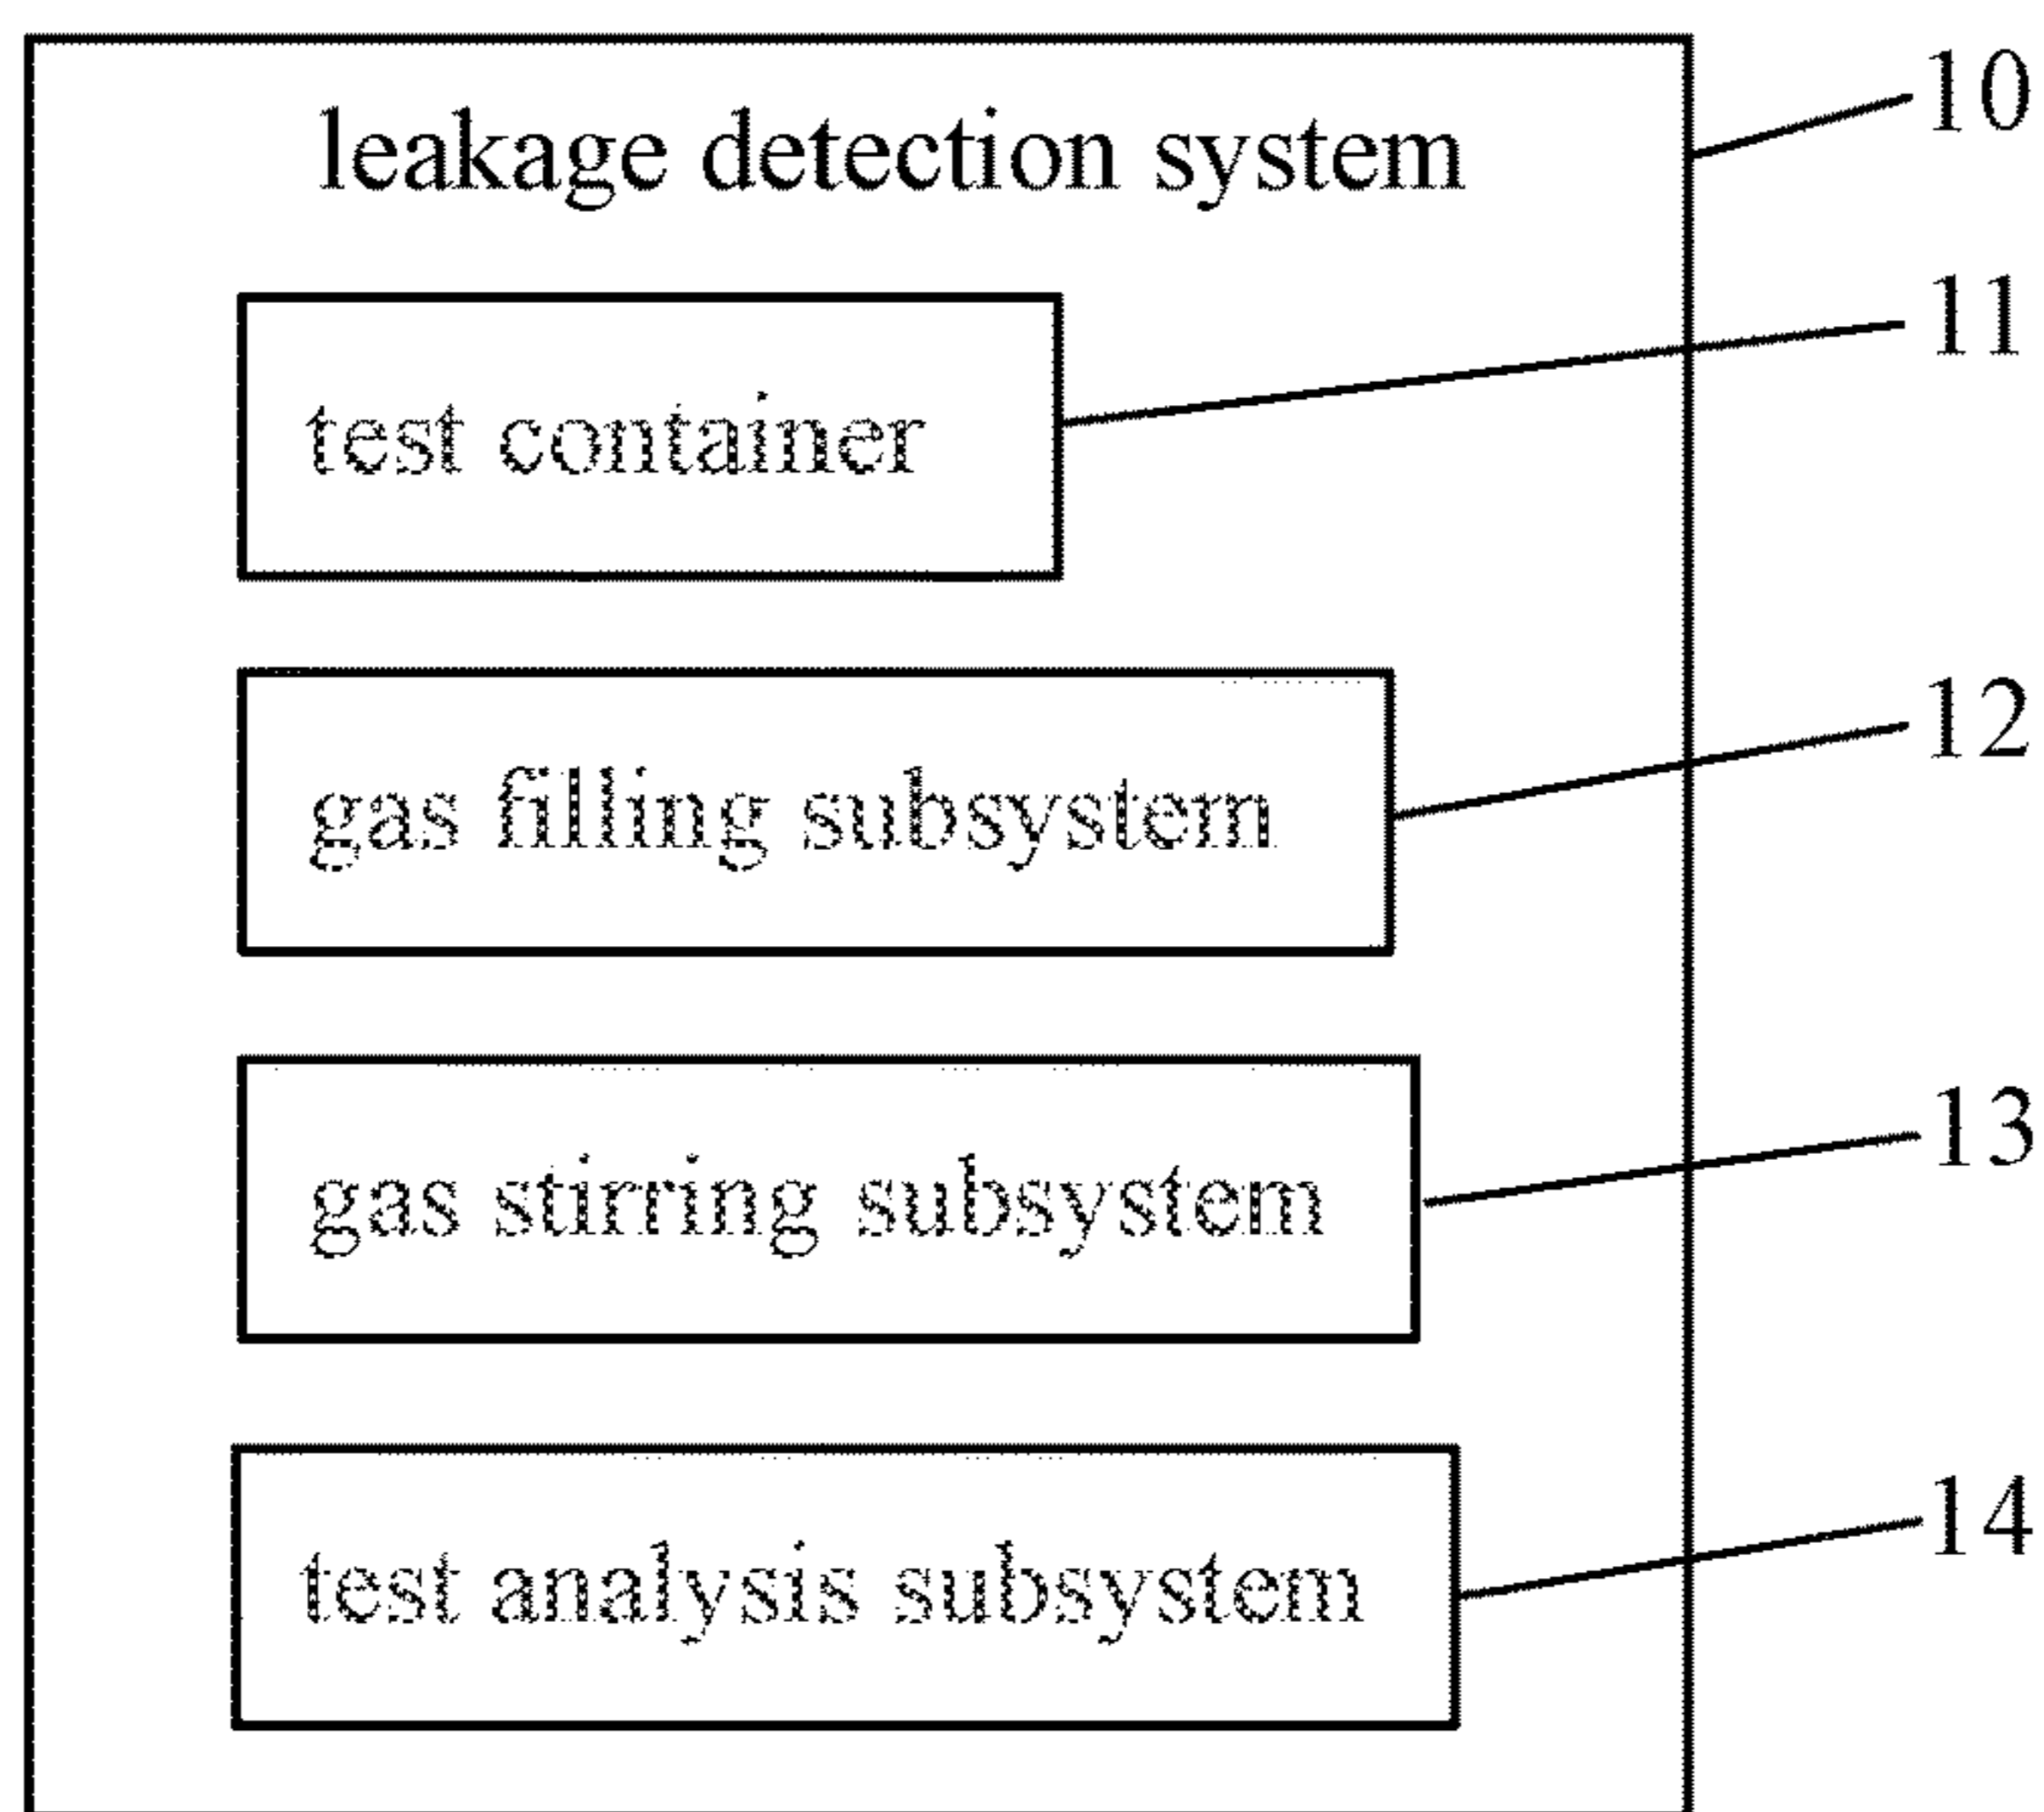 leakage detection system
10
test container
11
gas filling subsystem
12
gas stirring subsystem
13
test analysis subsystem
14